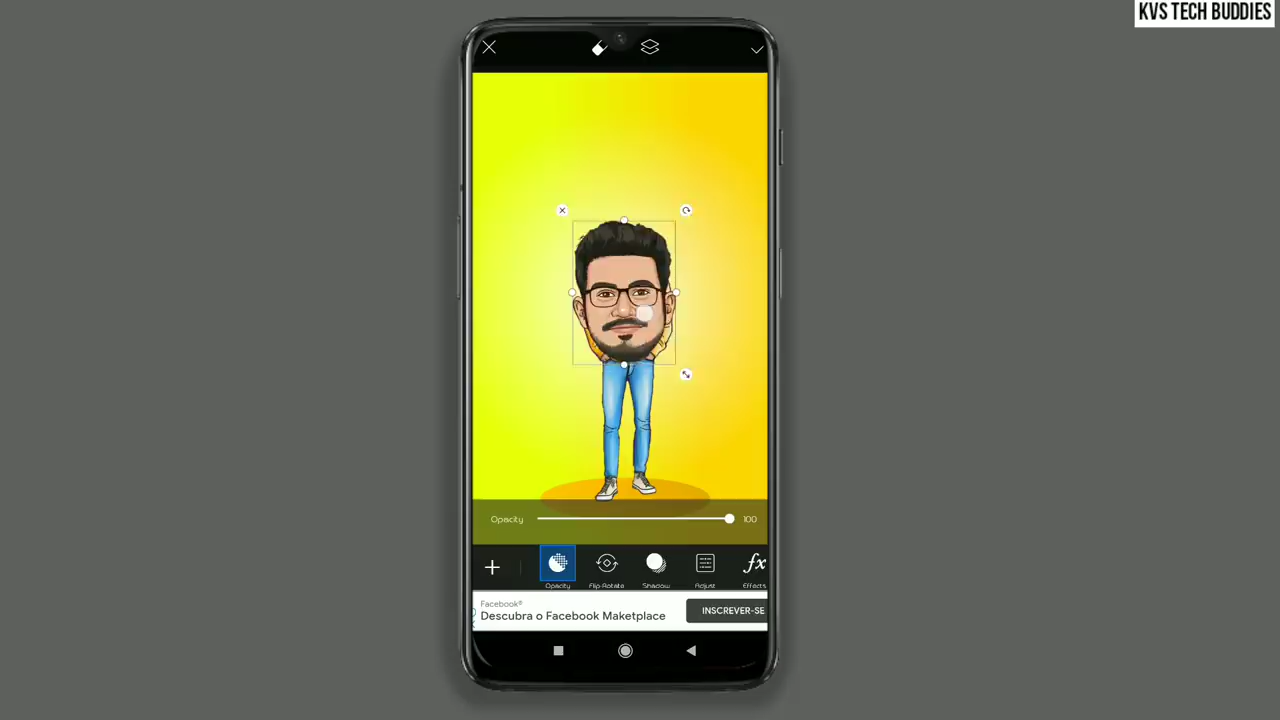 KVS TECH BUDDIES
Opacity
100
Opacity
Flip Rotate
Shadow
Adjust
fx
Effects
Facebook®
Descubra o Facebook Maketplace
INSCREVER-SE